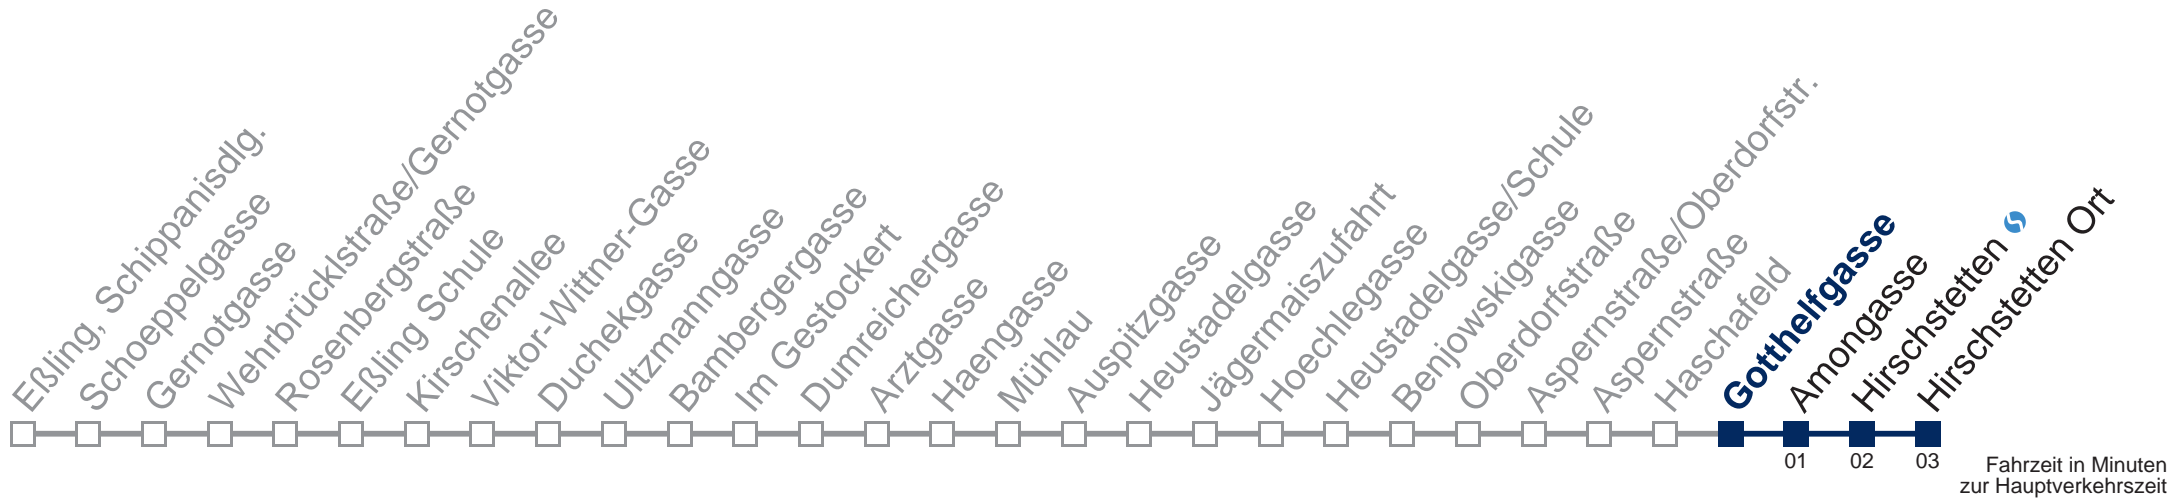 Eßling, Schippanisdlg.
Schoeppelgasse
Gernotgasse
Wehrbrücklstraße/Gernotgasse
Rosenbergstraße
Eßling Schule
Kirschenallee
Viktor-Wittner-Gasse
Duchekgasse
Ultzmanngasse
Bambergergasse
Im Gestockert
Dumreichergasse
Arztgasse
Haengasse
Mühlau
Auspitzgasse
Heustadelgasse
Jägermaiszufahrt
Hoechlegasse
Heustadelgasse/Schule
Benjowskigasse
Oberdorfstraße
Aspernstraße/Oberdorfstr.
Aspernstraße
Haschafeld
Gotthelfgasse
Amongasse
Hirschstetten
Hirschstetten Ort
01
02
03
Fahrzeit in Minuten
zur Hauptverkehrszeit